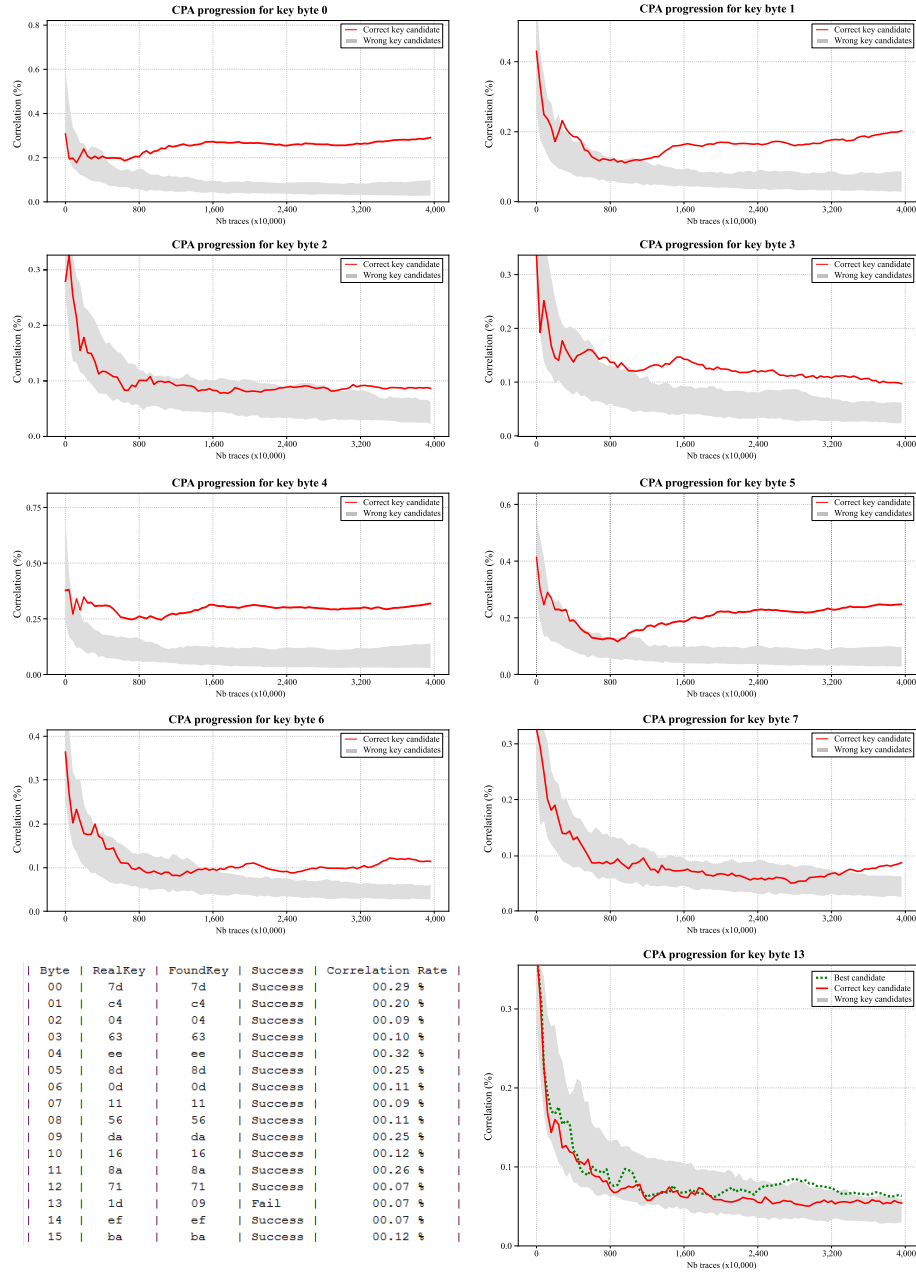 CPA progression for key byte 0
Correct key candidate
Wrong key candidates
Correlation (%)
0.8
0.6
0.4
0.2
0.0
0
800
1,600
2,400
3,200
4,000
Nb traces (x10,000)
CPA progression for key byte 1
Correct key candidate
Wrong key candidates
Correlation (%)
0.4
0.2
0.0
0
800
1,600
2,400
3,200
4,000
Nb traces (x10,000)
CPA progression for key byte 2
Correct key candidate
Wrong key candidates
Correlation (%)
0.3
0.2
0.1
0.0
0
800
1,600
2,400
3,200
4,000
Nb traces (x10,000)
CPA progression for key byte 3
Correct key candidate
Wrong key candidates
Correlation (%)
0.3
0.2
0.1
0.0
0
800
1,600
2,400
3,200
4,000
Nb traces (x10,000)
CPA progression for key byte 4
Correct key candidate
Wrong key candidates
Correlation (%)
0.75
0.50
0.25
0.00
0
800
1,600
2,400
3,200
4,000
Nb traces (x10,000)
CPA progression for key byte 5
Correct key candidate
Wrong key candidates
Correlation (%)
0.6
0.4
0.2
0.0
0
800
1,600
2,400
3,200
4,000
Nb traces (x10,000)
CPA progression for key byte 6
Correct key candidate
Wrong key candidates
Correlation (%)
0.4
0.3
0.2
0.1
0.0
0
800
1,600
2,400
3,200
4,000
Nb traces (x10,000)
CPA progression for key byte 7
Correct key candidate
Wrong key candidates
Correlation (%)
0.3
0.2
0.1
0.0
0
800
1,600
2,400
3,200
4,000
Nb traces (x10,000)
| Byte | RealKey | FoundKey | Success | Correlation Rate |
| 00 | 7d | 7d | Success | 00.29 % |
| 01 | c4 | c4 | Success | 00.20 % |
| 02 | 04 | 04 | Success | 00.09 % |
| 03 | 63 | 63 | Success | 00.10 % |
| 04 | ee | ee | Success | 00.32 % |
| 05 | 8d | 8d | Success | 00.25 % |
| 06 | 0d | 0d | Success | 00.11 % |
| 07 | 11 | 11 | Success | 00.09 % |
| 08 | 56 | 56 | Success | 00.11 % |
| 09 | da | da | Success | 00.25 % |
| 10 | 16 | 16 | Success | 00.12 % |
| 11 | 8a | 8a | Success | 00.26 % |
| 12 | 71 | 71 | Success | 00.07 % |
| 13 | 1d | 09 | Fail | 00.07 % |
| 14 | ef | ef | Success | 00.07 % |
| 15 | ba | ba | Success | 00.12 % |
CPA progression for key byte 13
Best candidate
Correct key candidate
Wrong key candidates
Correlation (%)
0.3
0.2
0.1
0.0
0
800
1,600
2,400
3,200
4,000
Nb traces (x10,000)